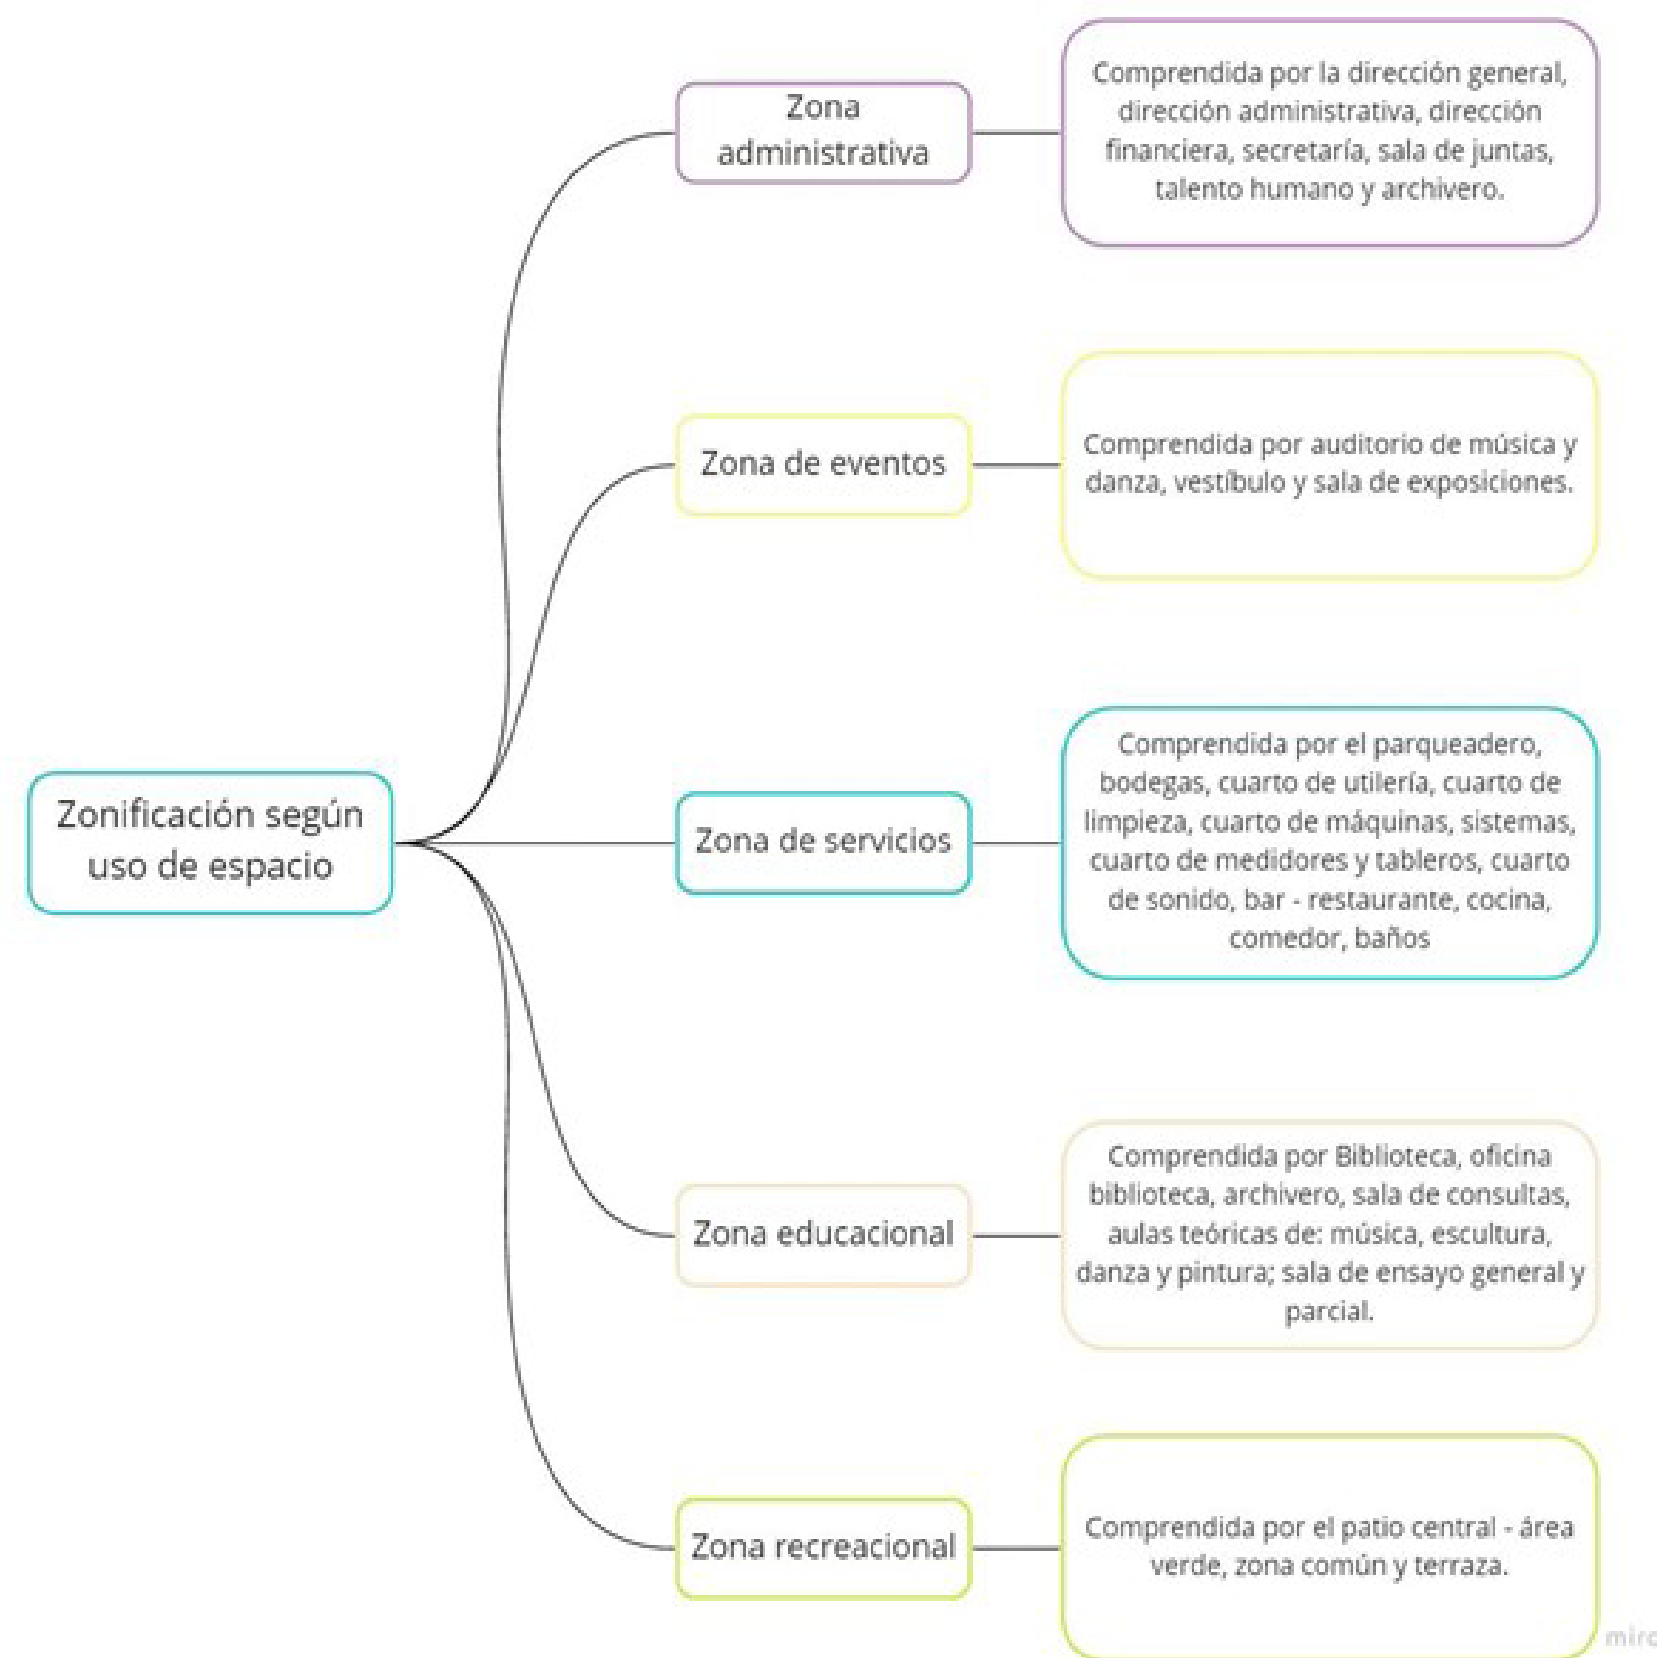 Zonificación según
uso de espacio
Zona
administrativa
Comprendida por la dirección general,
dirección administrativa, dirección
financiera, secretaría, sala de juntas,
talento humano y archivero.
Zona de eventos
Comprendida por auditorio de música y
danza, vestíbulo y sala de exposiciones.
Zona de servicios
Comprendida por el parqueadero,
bodegas, cuarto de utilería, cuarto de
limpieza, cuarto de máquinas, sistemas,
cuarto de medidores y tableros, cuarto
de sonido, bar - restaurante, cocina,
comedor, baños
Zona educacional
Comprendida por Biblioteca, oficina
biblioteca, archivero, sala de consultas,
aulas teóricas de: música, escultura,
danza y pintura; sala de ensayo general y
parcial.
Zona recreacional
Comprendida por el patio central - área
verde, zona común y terraza.